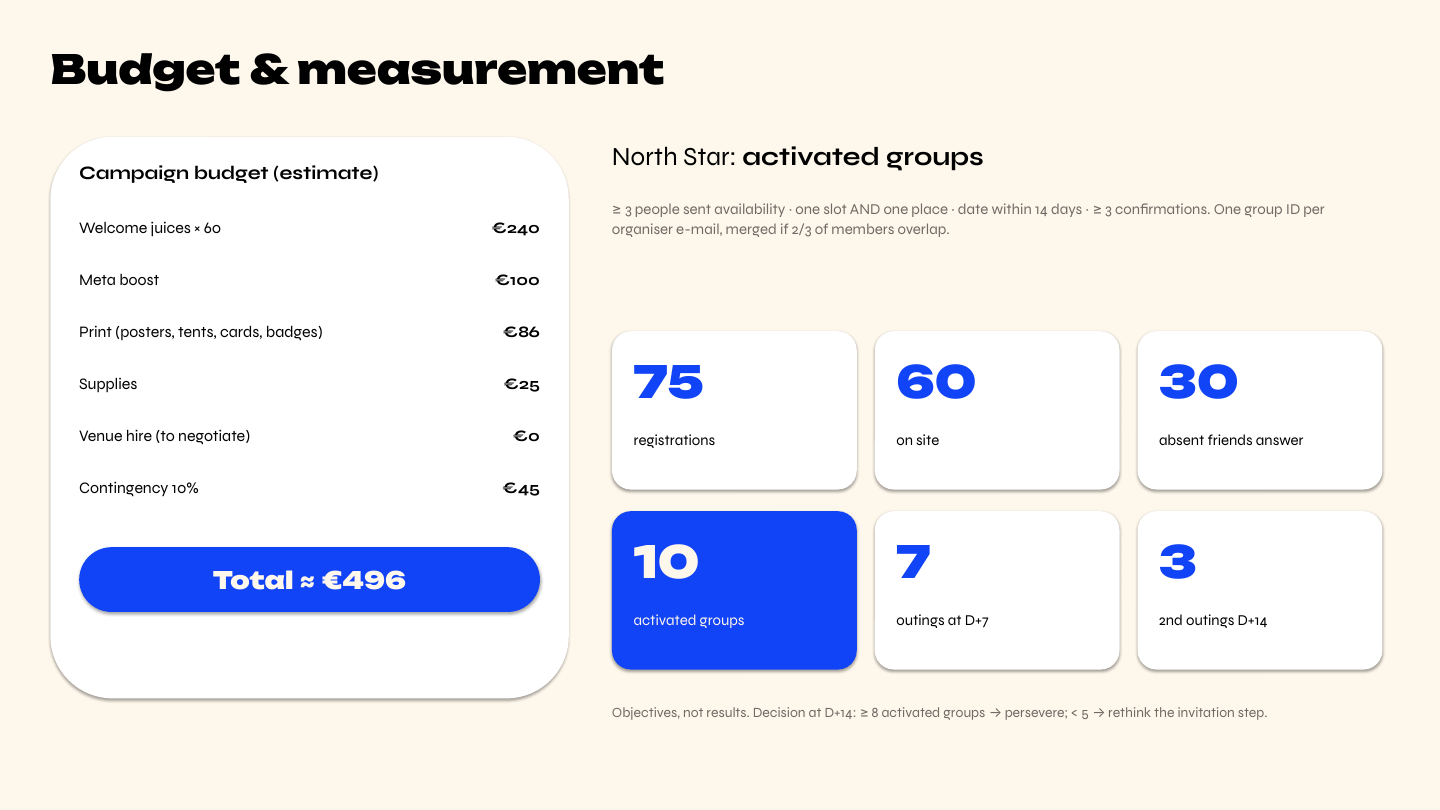 Budget & measurement
Campaign budget (estimate)
Welcome juices × 60 €240
Meta boost €100
Print (posters, tents, cards, badges) €86
Supplies €25
Venue hire (to negotiate) €0
Contingency 10% €45
Total ≈ €496
North Star: activated groups
≥ 3 people sent availability · one slot AND one place · date within 14 days · ≥ 3 confirmations. One group ID per
organiser e-mail, merged if 2/3 of members overlap.
75
registrations
60
on site
30
absent friends answer
10
activated groups
7
outings at D+7
3
2nd outings D+14
Objectives, not results. Decision at D+14: ≥ 8 activated groups → persevere; < 5 → rethink the invitation step.